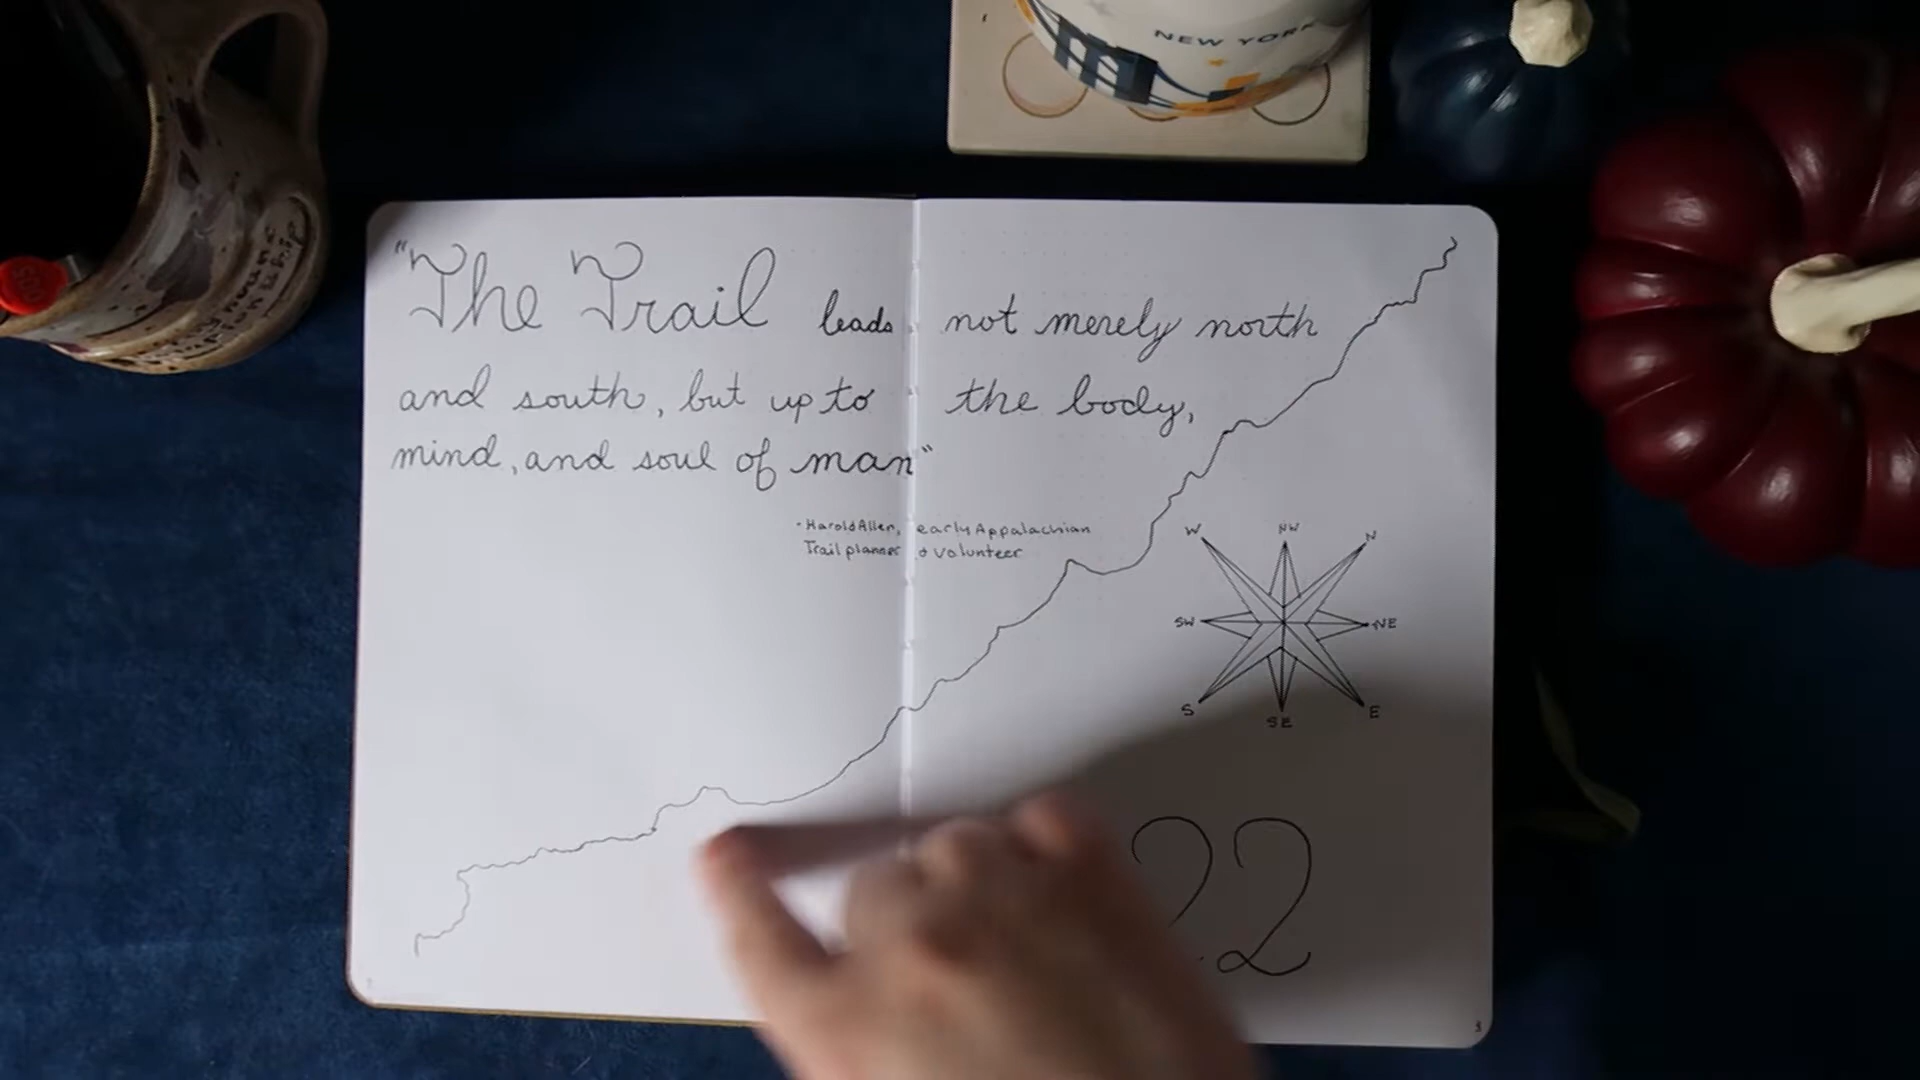 NEW YORK
500
"The Trail leads not merely north
and south, but up to the body,
mind, and soul of man"
- Harold Allen, early Appalachian
Trail planner & volunteer
W NW N
SW NE
S SE E
22